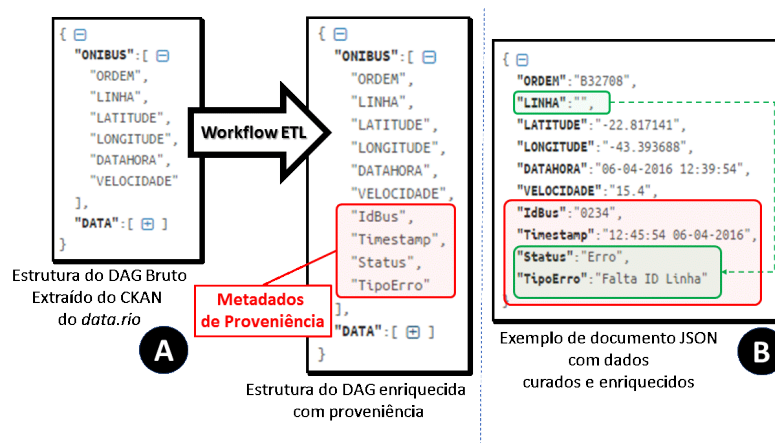 {
"ONIBUS":[
"ORDEM",
"LINHA",
"LATITUDE",
"LONGITUDE",
"DATAHORA",
"VELOCIDADE"
],
"DATA":[ ]
}
Estrutura do DAG Bruto
Extraído do CKAN
do data.rio
A
Workflow ETL
{
"ONIBUS":[
"ORDEM",
"LINHA",
"LATITUDE",
"LONGITUDE",
"DATAHORA",
"VELOCIDADE",
"IdBus",
"Timestamp",
"Status",
"TipoErro"
],
"DATA":[ ]
}
Metadados
de Proveniência
Estrutura do DAG enriquecida
com proveniência
{
"ORDEM":"B32708",
"LINHA":"",
"LATITUDE":"-22.817141",
"LONGITUDE":"-43.393688",
"DATAHORA":"06-04-2016 12:39:54",
"VELOCIDADE":"15.4",
"IdBus":"0234",
"Timestamp":"12:45:54 06-04-2016",
"Status":"Erro",
"TipoErro":"Falta ID Linha"
}
Exemplo de documento JSON
com dados
curados e enriquecidos
B